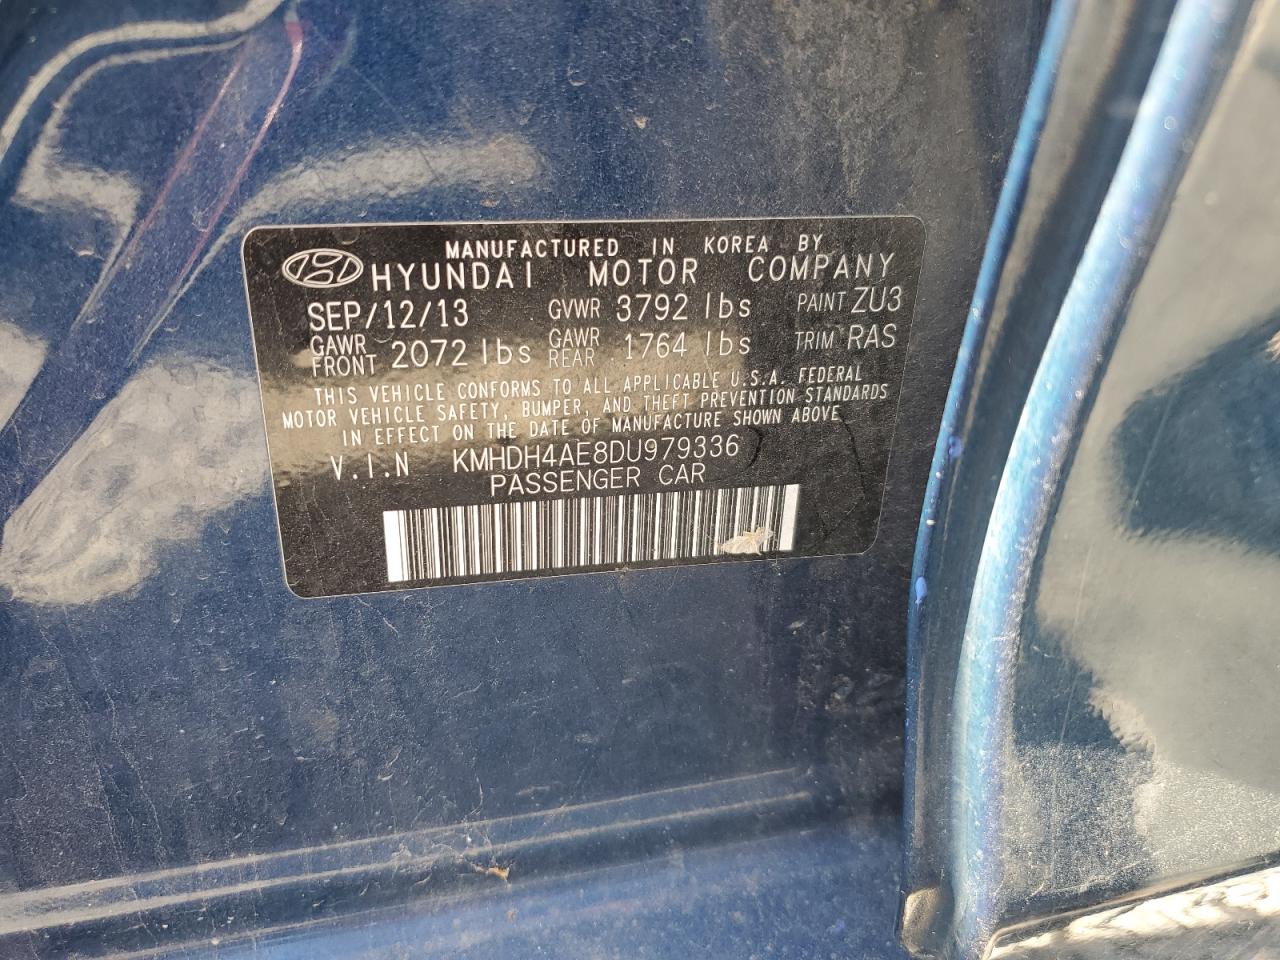 MANUFACTURED IN KOREA BY
HYUNDAI MOTOR COMPANY
SEP/12/13 GVWR 3792 lbs PAINT ZU3
GAWR FRONT 2072 lbs GAWR REAR 1764 lbs TRIM RAS
THIS VEHICLE CONFORMS TO ALL APPLICABLE U.S.A. FEDERAL
MOTOR VEHICLE SAFETY, BUMPER, AND THEFT PREVENTION STANDARDS
IN EFFECT ON THE DATE OF MANUFACTURE SHOWN ABOVE
V.I.N KMHDH4AE8DU979336
PASSENGER CAR